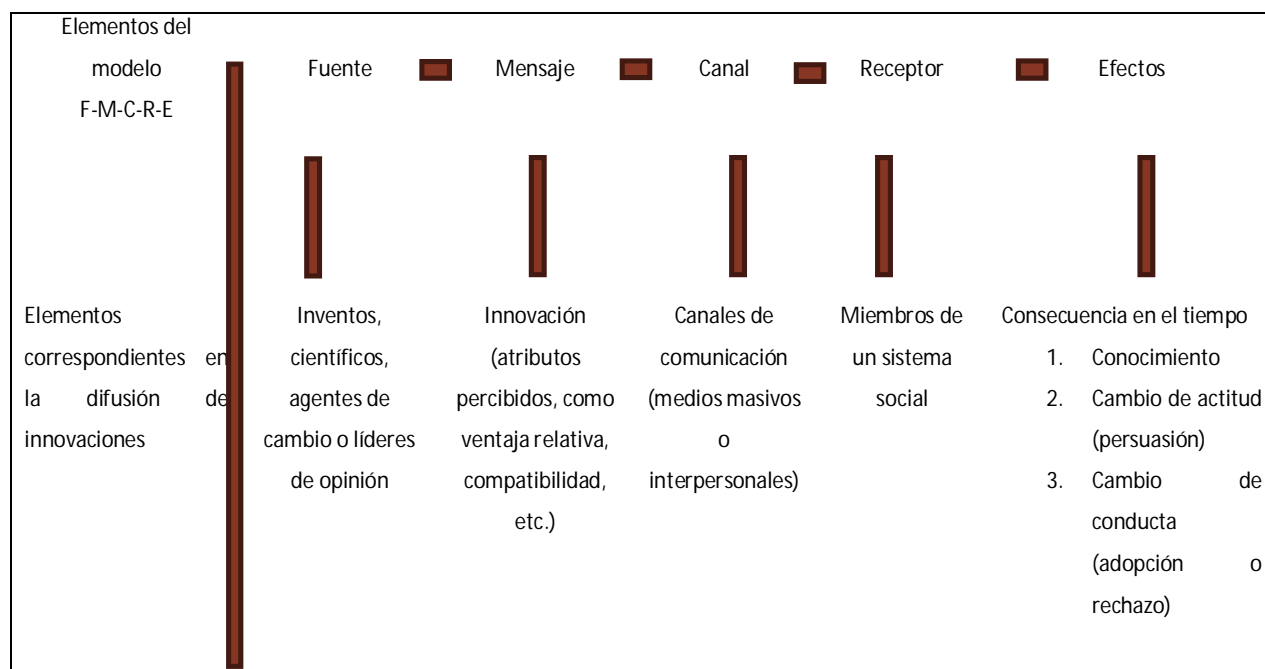 Elementos del
modelo
F-M-C-R-E
Fuente
Mensaje
Canal
Receptor
Efectos
Elementos
correspondientes en
la difusión de
innovaciones
Inventos,
científicos,
agentes de
cambio o líderes
de opinión
Innovación
(atributos
percibidos, como
ventaja relativa,
compatibilidad,
etc.)
Canales de
comunicación
(medios masivos
o
interpersonales)
Miembros de
un sistema
social
Consecuencia en el tiempo
1. Conocimiento
2. Cambio de actitud
(persuasión)
3. Cambio de
conducta
(adopción o
rechazo)